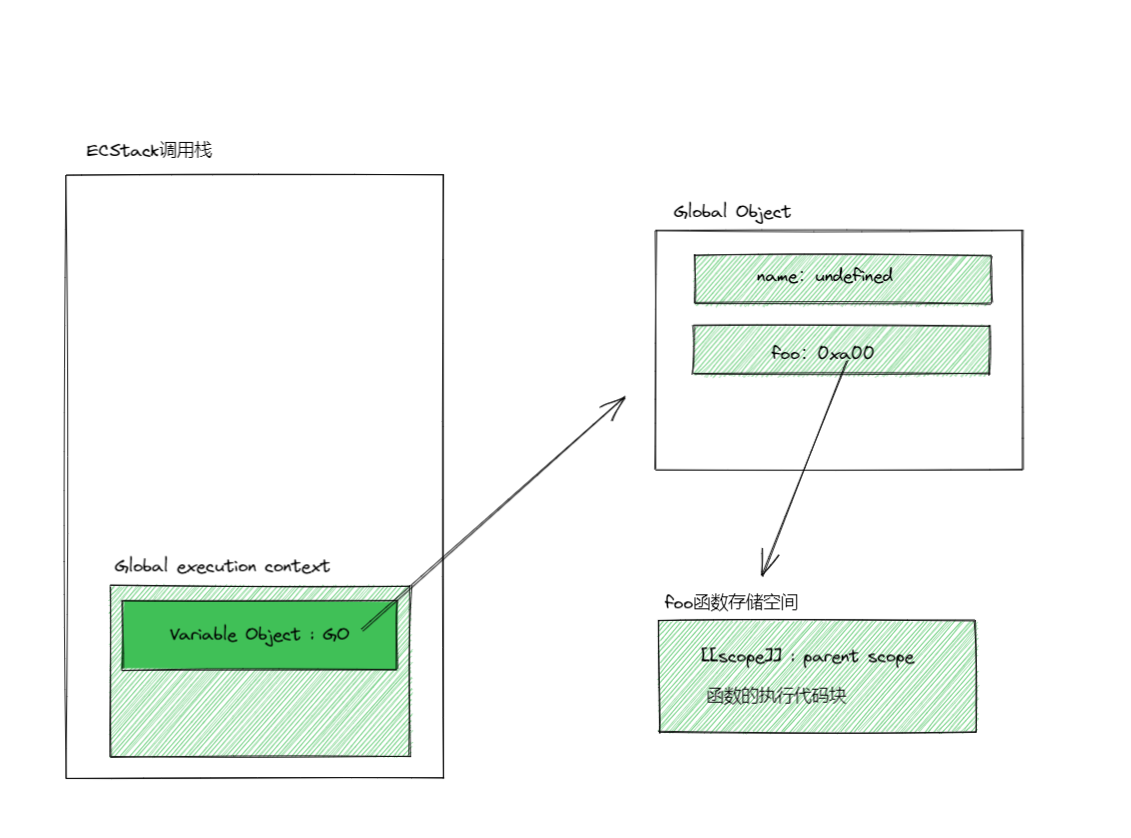 ECStack调用栈
Global Object
name: undefined
foo: 0xa00
Global execution context
Variable Object : GO
foo函数存储空间
[[scope]] : parent scope
函数的执行代码块